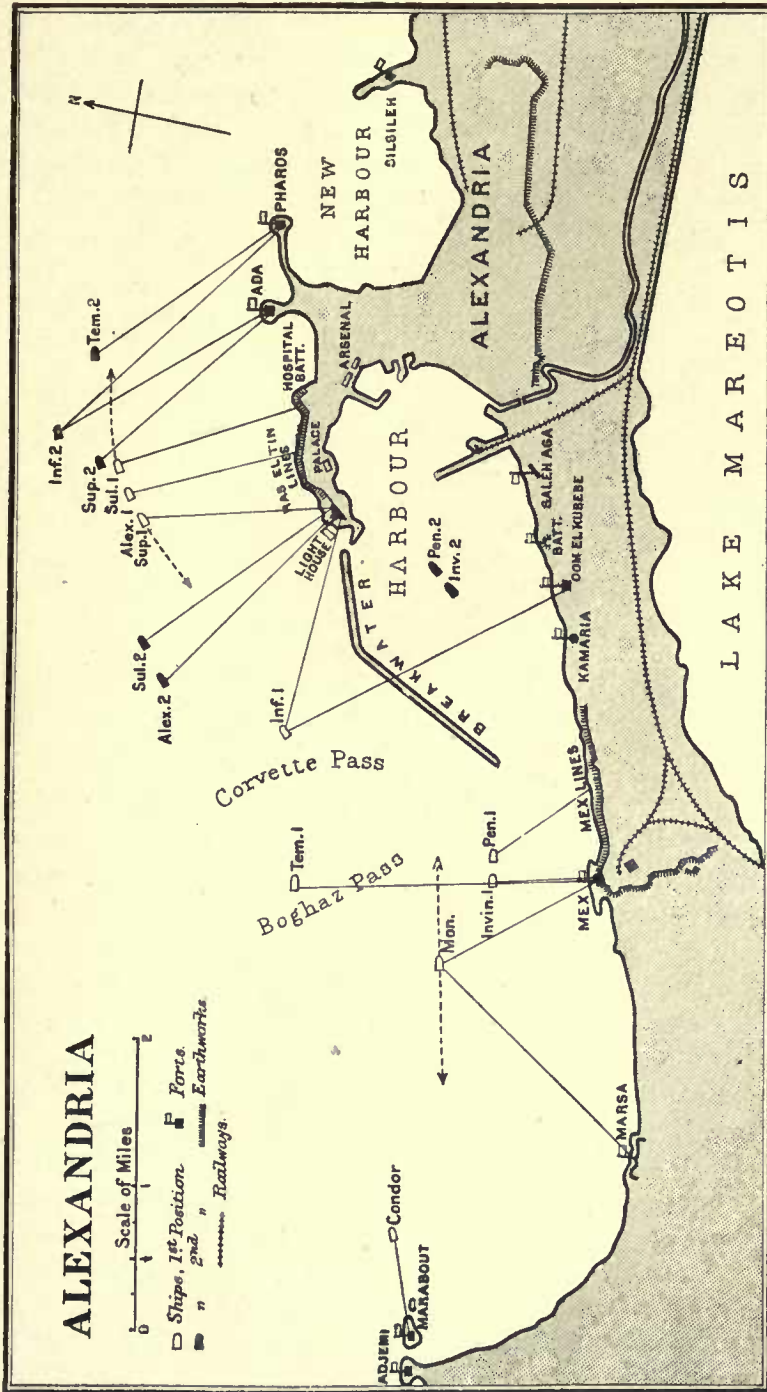 ALEXANDRIA
Scale of Miles
0
1
2
Ships, 1st Position
" 2nd "
Forts.
Earthworks
Railways.
N
Inf.2
Tem.2
Sup.2
Sul.1
Alex.1
Sup.1
Sul.2
Alex.2
Inf.1
Corvette Pass
Tem.1
Boghaz Pass
Pen.1
Invin.1
Mon.
Condor
ADJEMI
MARABOUT
MARSA
MEX
MEX LINES
KAMARIA
OOM EL KUBEBE
BATT.
SALEH AGA
BREAKWATER
HARBOUR
Pen.2
Inv.2
LIGHT
HOUSE
RAS EL TIN
LINES
PALACE
HOSPITAL
BATT.
ARSENAL
ADA
PHAROS
NEW
HARBOUR
SILSILEH
ALEXANDRIA
LAKE MAREOTIS